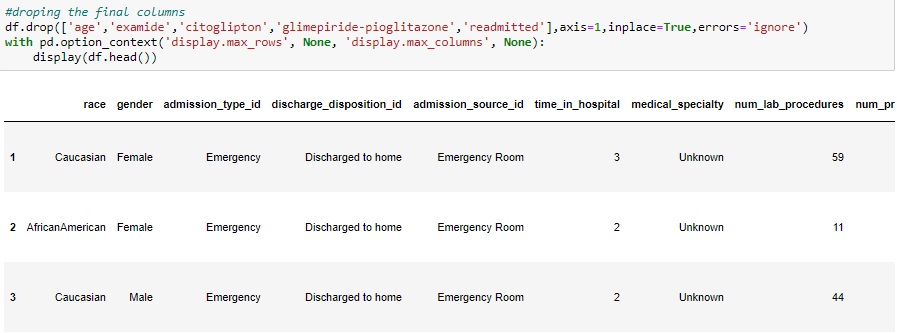 #droping the final columns
df.drop(['age','examide','citoglipton','glimepiride-pioglitazone','readmitted'],axis=1,inplace=True,errors='ignore')
with pd.option_context('display.max_rows', None, 'display.max_columns', None):
    display(df.head())
race gender admission_type_id discharge_disposition_id admission_source_id time_in_hospital medical_specialty num_lab_procedures num_pr
1 Caucasian Female Emergency Discharged to home Emergency Room 3 Unknown 59
2 AfricanAmerican Female Emergency Discharged to home Emergency Room 2 Unknown 11
3 Caucasian Male Emergency Discharged to home Emergency Room 2 Unknown 44